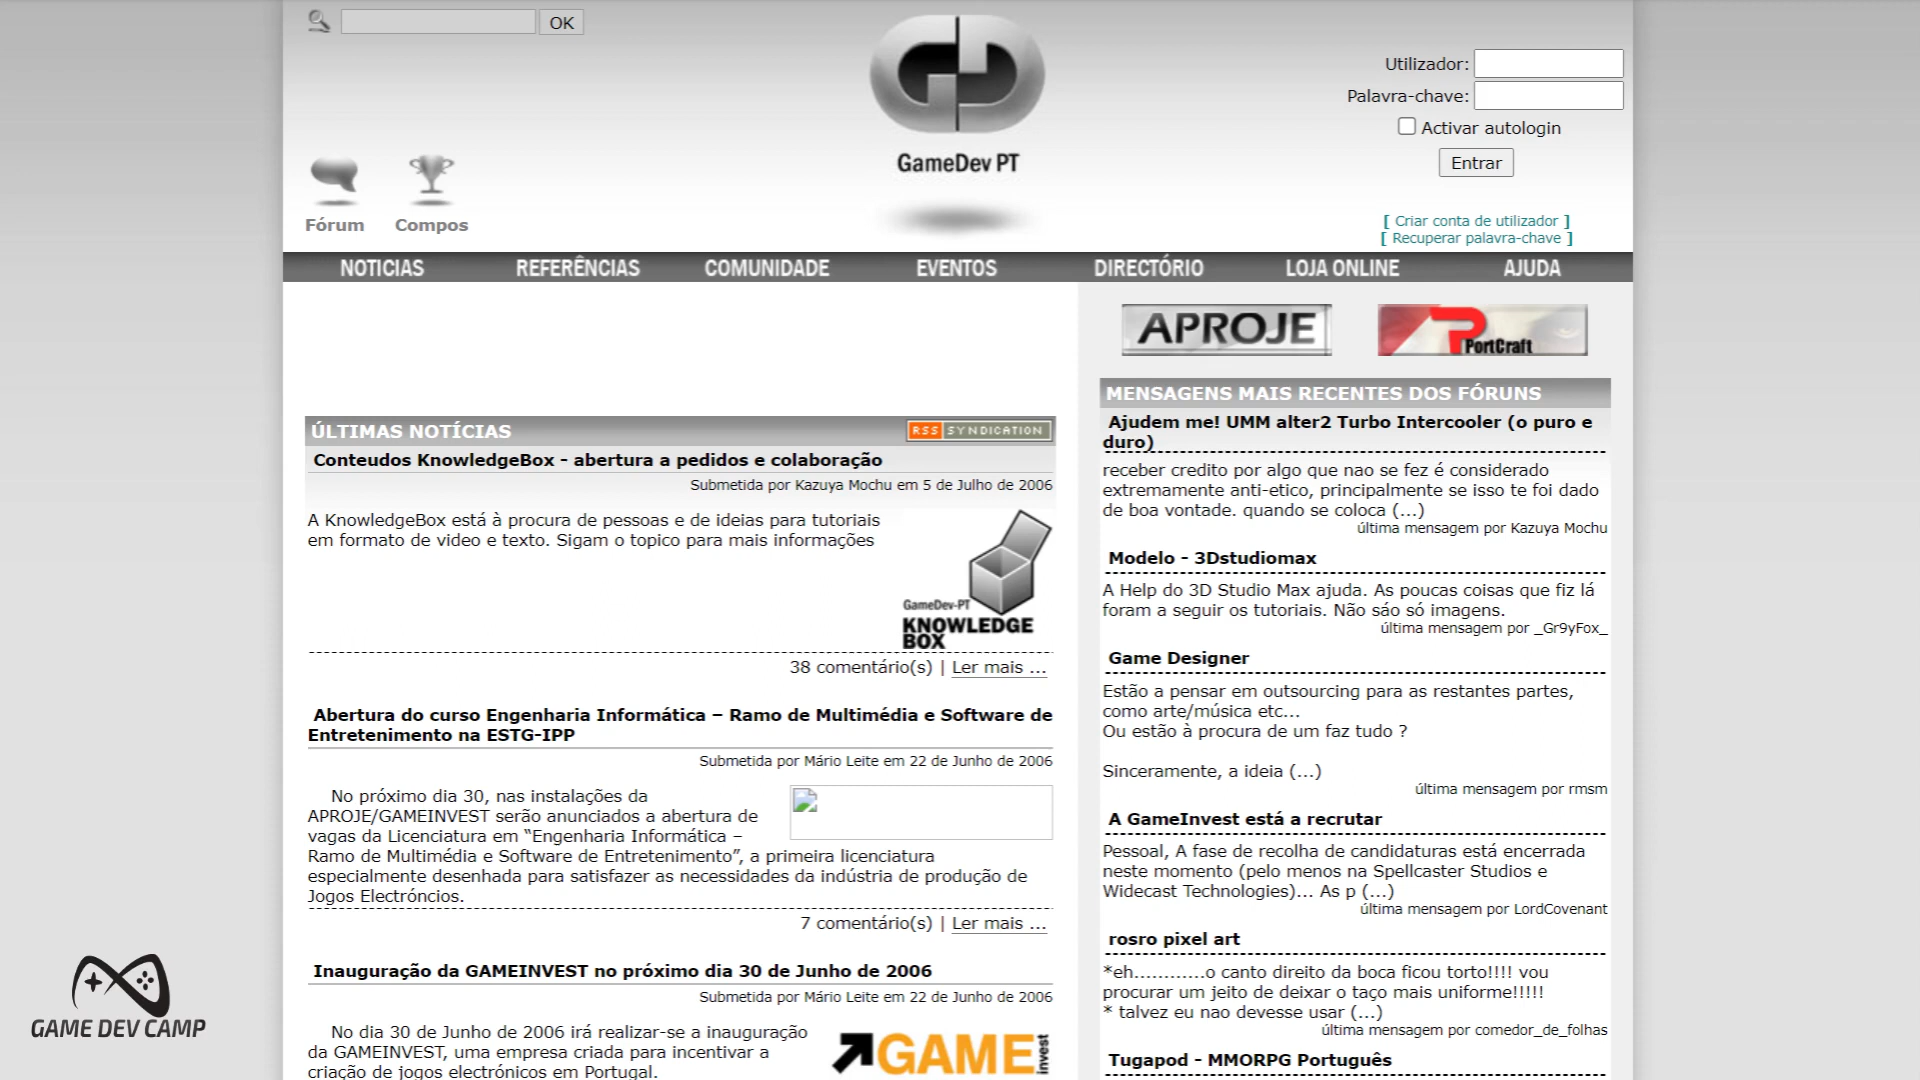 OK
Utilizador:
Palavra-chave:
Activar autologin
Entrar
GameDev PT
Fórum
Compos
[ Criar conta de utilizador ]
[ Recuperar palavra-chave ]
NOTICIAS
REFERÊNCIAS
COMUNIDADE
EVENTOS
DIRECTÓRIO
LOJA ONLINE
AJUDA
APROJE
PortCraft
ÚLTIMAS NOTÍCIAS
RSS SYNDICATION
Conteudos KnowledgeBox - abertura a pedidos e colaboração
Submetida por Kazuya Mochu em 5 de Julho de 2006
A KnowledgeBox está à procura de pessoas e de ideias para tutoriais
em formato de video e texto. Sigam o topico para mais informações
GameDev-PT
KNOWLEDGE
BOX
38 comentário(s) | Ler mais ...
Abertura do curso Engenharia Informática – Ramo de Multimédia e Software de
Entretenimento na ESTG-IPP
Submetida por Mário Leite em 22 de Junho de 2006
No próximo dia 30, nas instalações da
APROJE/GAMEINVEST serão anunciados a abertura de
vagas da Licenciatura em “Engenharia Informática –
Ramo de Multimédia e Software de Entretenimento”, a primeira licenciatura
especialmente desenhada para satisfazer as necessidades da indústria de produção de
Jogos Electróncios.
7 comentário(s) | Ler mais ...
Inauguração da GAMEINVEST no próximo dia 30 de Junho de 2006
Submetida por Mário Leite em 22 de Junho de 2006
No dia 30 de Junho de 2006 irá realizar-se a inauguração
da GAMEINVEST, uma empresa criada para incentivar a
criação de jogos electrónicos em Portugal.
GAME invest
MENSAGENS MAIS RECENTES DOS FÓRUNS
Ajudem me! UMM alter2 Turbo Intercooler (o puro e
duro)
receber credito por algo que nao se fez é considerado
extremamente anti-etico, principalmente se isso te foi dado
de boa vontade. quando se coloca (...)
última mensagem por Kazuya Mochu
Modelo - 3Dstudiomax
A Help do 3D Studio Max ajuda. As poucas coisas que fiz lá
foram a seguir os tutoriais. Não sáo só imagens.
última mensagem por _Gr9yFox_
Game Designer
Estão a pensar em outsourcing para as restantes partes,
como arte/música etc...
Ou estão à procura de um faz tudo ?
Sinceramente, a ideia (...)
última mensagem por rmsm
A GameInvest está a recrutar
Pessoal, A fase de recolha de candidaturas está encerrada
neste momento (pelo menos na Spellcaster Studios e
Widecast Technologies)... As p (...)
última mensagem por LordCovenant
rosro pixel art
*eh............o canto direito da boca ficou torto!!!! vou
procurar um jeito de deixar o taço mais uniforme!!!!!
* talvez eu nao devesse usar (...)
última mensagem por comedor_de_folhas
Tugapod - MMORPG Português
GAME DEV CAMP